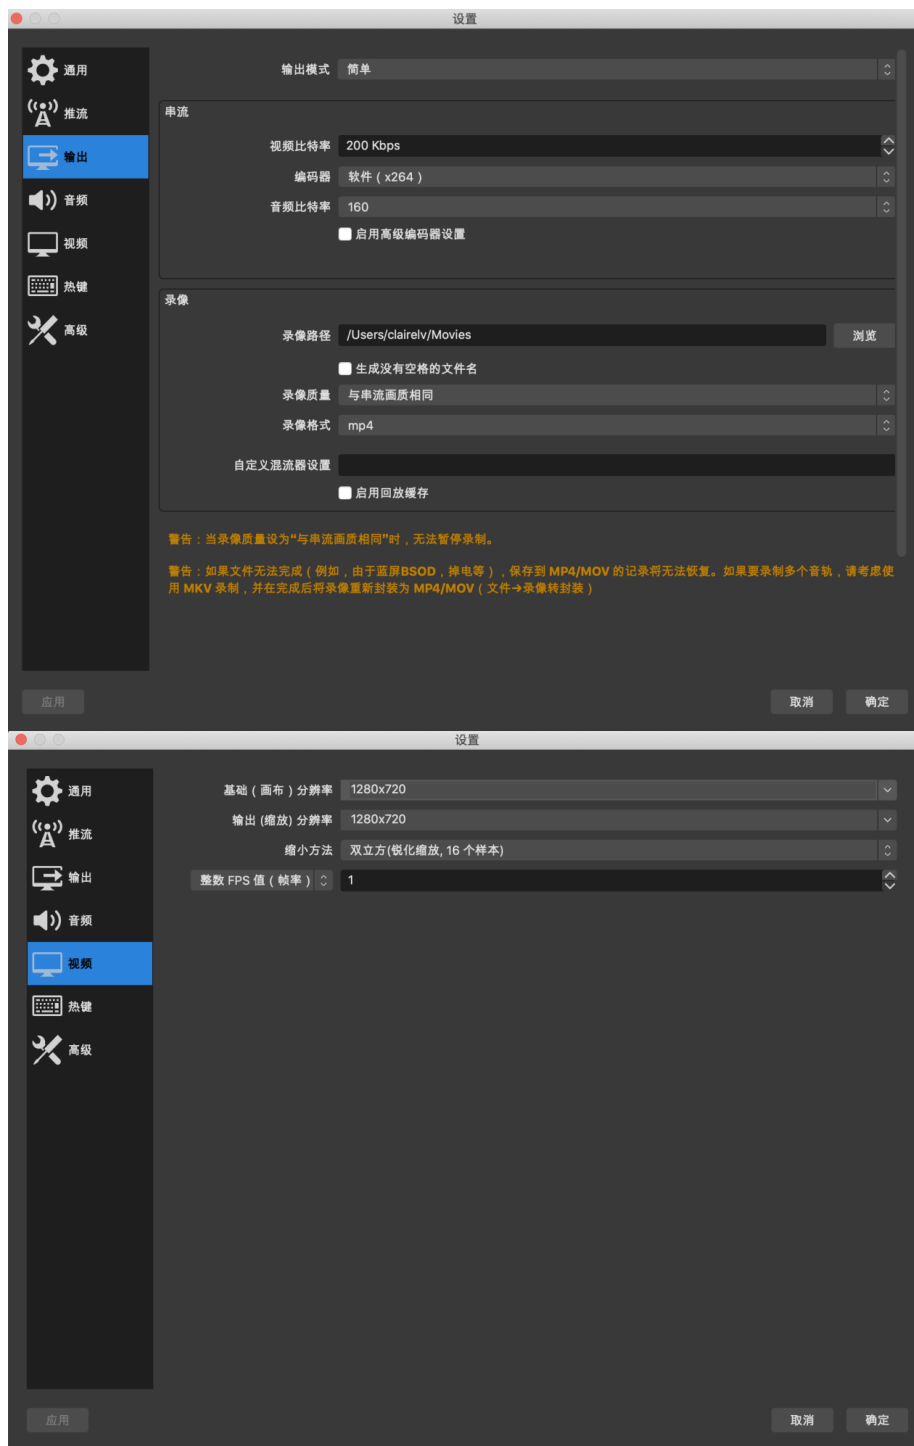 设置
通用
推流
输出
音频
视频
热键
高级
输出模式 简单
串流
视频比特率 200 Kbps
编码器 软件（x264）
音频比特率 160
启用高级编码器设置
录像
录像路径 /Users/clairelv/Movies 浏览
生成没有空格的文件名
录像质量 与串流画质相同
录像格式 mp4
自定义混流器设置
启用回放缓存
警告：当录像质量设为“与串流画质相同”时，无法暂停录制。
警告：如果文件无法完成（例如，由于蓝屏BSOD，掉电等），保存到 MP4/MOV 的记录将无法恢复。如果要录制多个音轨，请考虑使
用 MKV 录制，并在完成后将录像重新封装为 MP4/MOV（文件→录像转封装）
应用 取消 确定
设置
通用
推流
输出
音频
视频
热键
高级
基础（画布）分辨率 1280x720
输出 (缩放) 分辨率 1280x720
缩小方法 双立方(锐化缩放, 16 个样本)
整数 FPS 值（帧率） 1
应用 取消 确定